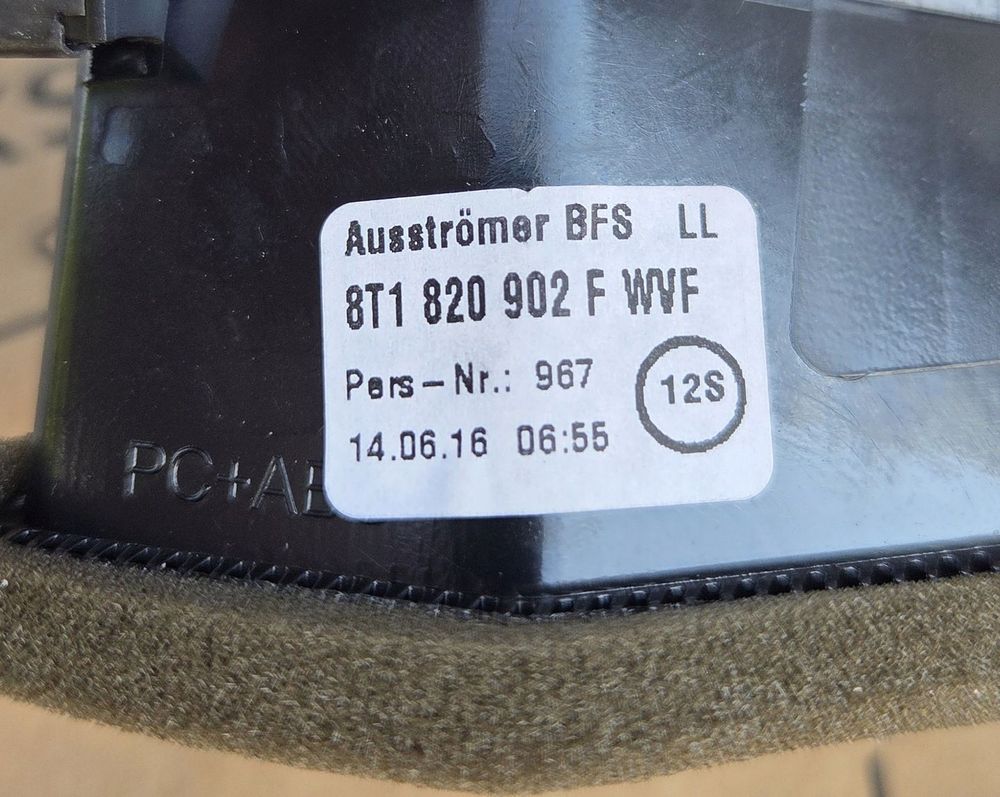 Ausströmer BFS LL
8T1 820 902 F WVF
Pers-Nr.: 967
12S
14.06.16 06:55